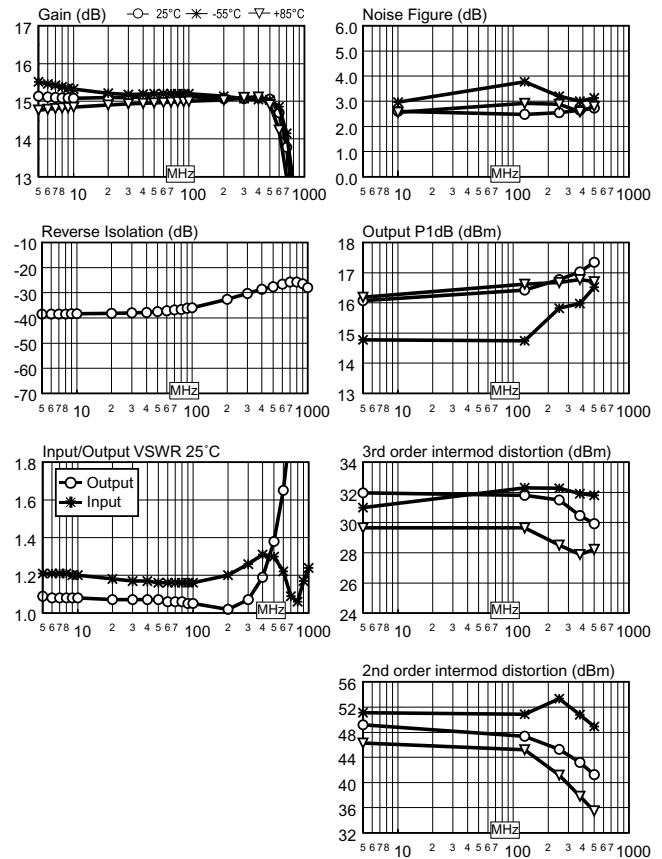 Gain (dB) 25°C -55°C +85°C
17
16
15
14
13
MHz
5 6 7 8 10 2 3 4 5 6 7 100 2 3 4 5 6 7 1000
Noise Figure (dB)
6.0
5.0
4.0
3.0
2.0
1.0
0.0
MHz
5 6 7 8 10 2 3 4 5 6 7 100 2 3 4 5 6 7 1000
Reverse Isolation (dB)
-10
-20
-30
-40
-50
-60
-70
MHz
5 6 7 8 10 2 3 4 5 6 7 100 2 3 4 5 6 7 1000
Output P1dB (dBm)
18
17
16
15
14
13
MHz
5 6 7 8 10 2 3 4 5 6 7 100 2 3 4 5 6 7 1000
Input/Output VSWR 25°C
1.8
1.6
1.4
1.2
1.0
Output
Input
MHz
5 6 7 8 10 2 3 4 5 6 7 100 2 3 4 5 6 7 1000
3rd order intermod distortion (dBm)
34
32
30
28
26
24
MHz
5 6 7 8 10 2 3 4 5 6 7 100 2 3 4 5 6 7 1000
2nd order intermod distortion (dBm)
56
52
48
44
40
36
32
MHz
5 6 7 8 10 2 3 4 5 6 7 100 2 3 4 5 6 7 1000